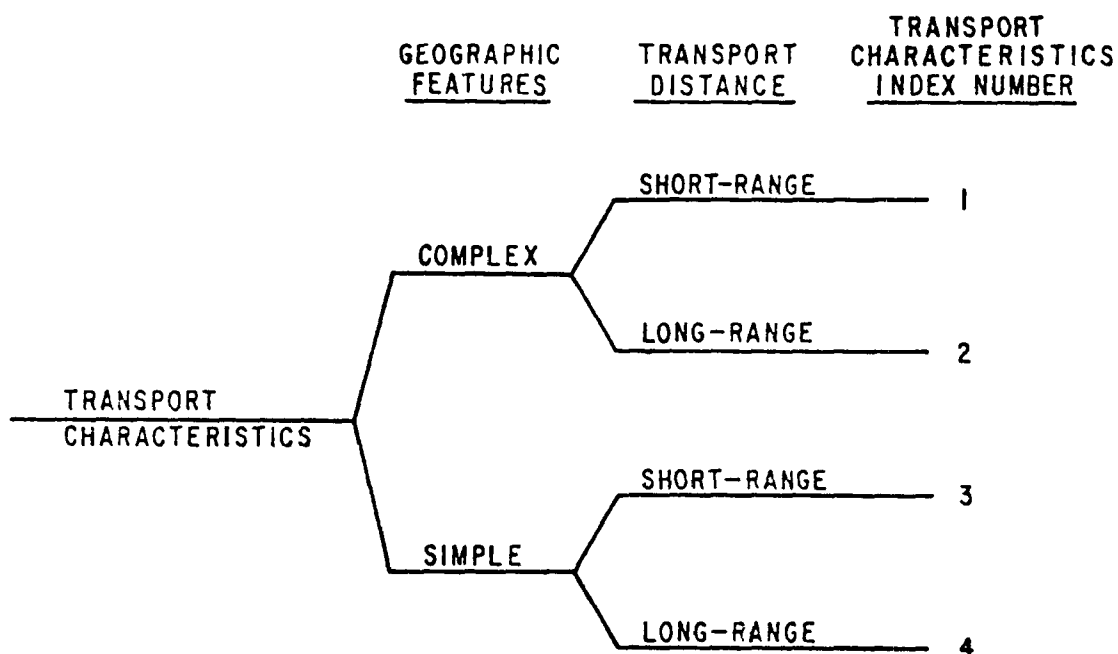 GEOGRAPHIC
FEATURES
TRANSPORT
DISTANCE
TRANSPORT
CHARACTERISTICS
INDEX NUMBER
SHORT-RANGE
1
COMPLEX
LONG-RANGE
2
TRANSPORT
CHARACTERISTICS
SHORT-RANGE
3
SIMPLE
LONG-RANGE
4